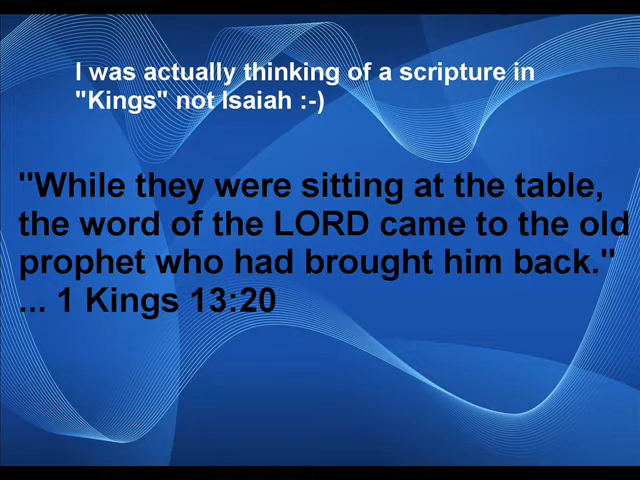 I was actually thinking of a scripture in
"Kings" not Isaiah :-)
"While they were sitting at the table,
the word of the LORD came to the old
prophet who had brought him back."
... 1 Kings 13:20